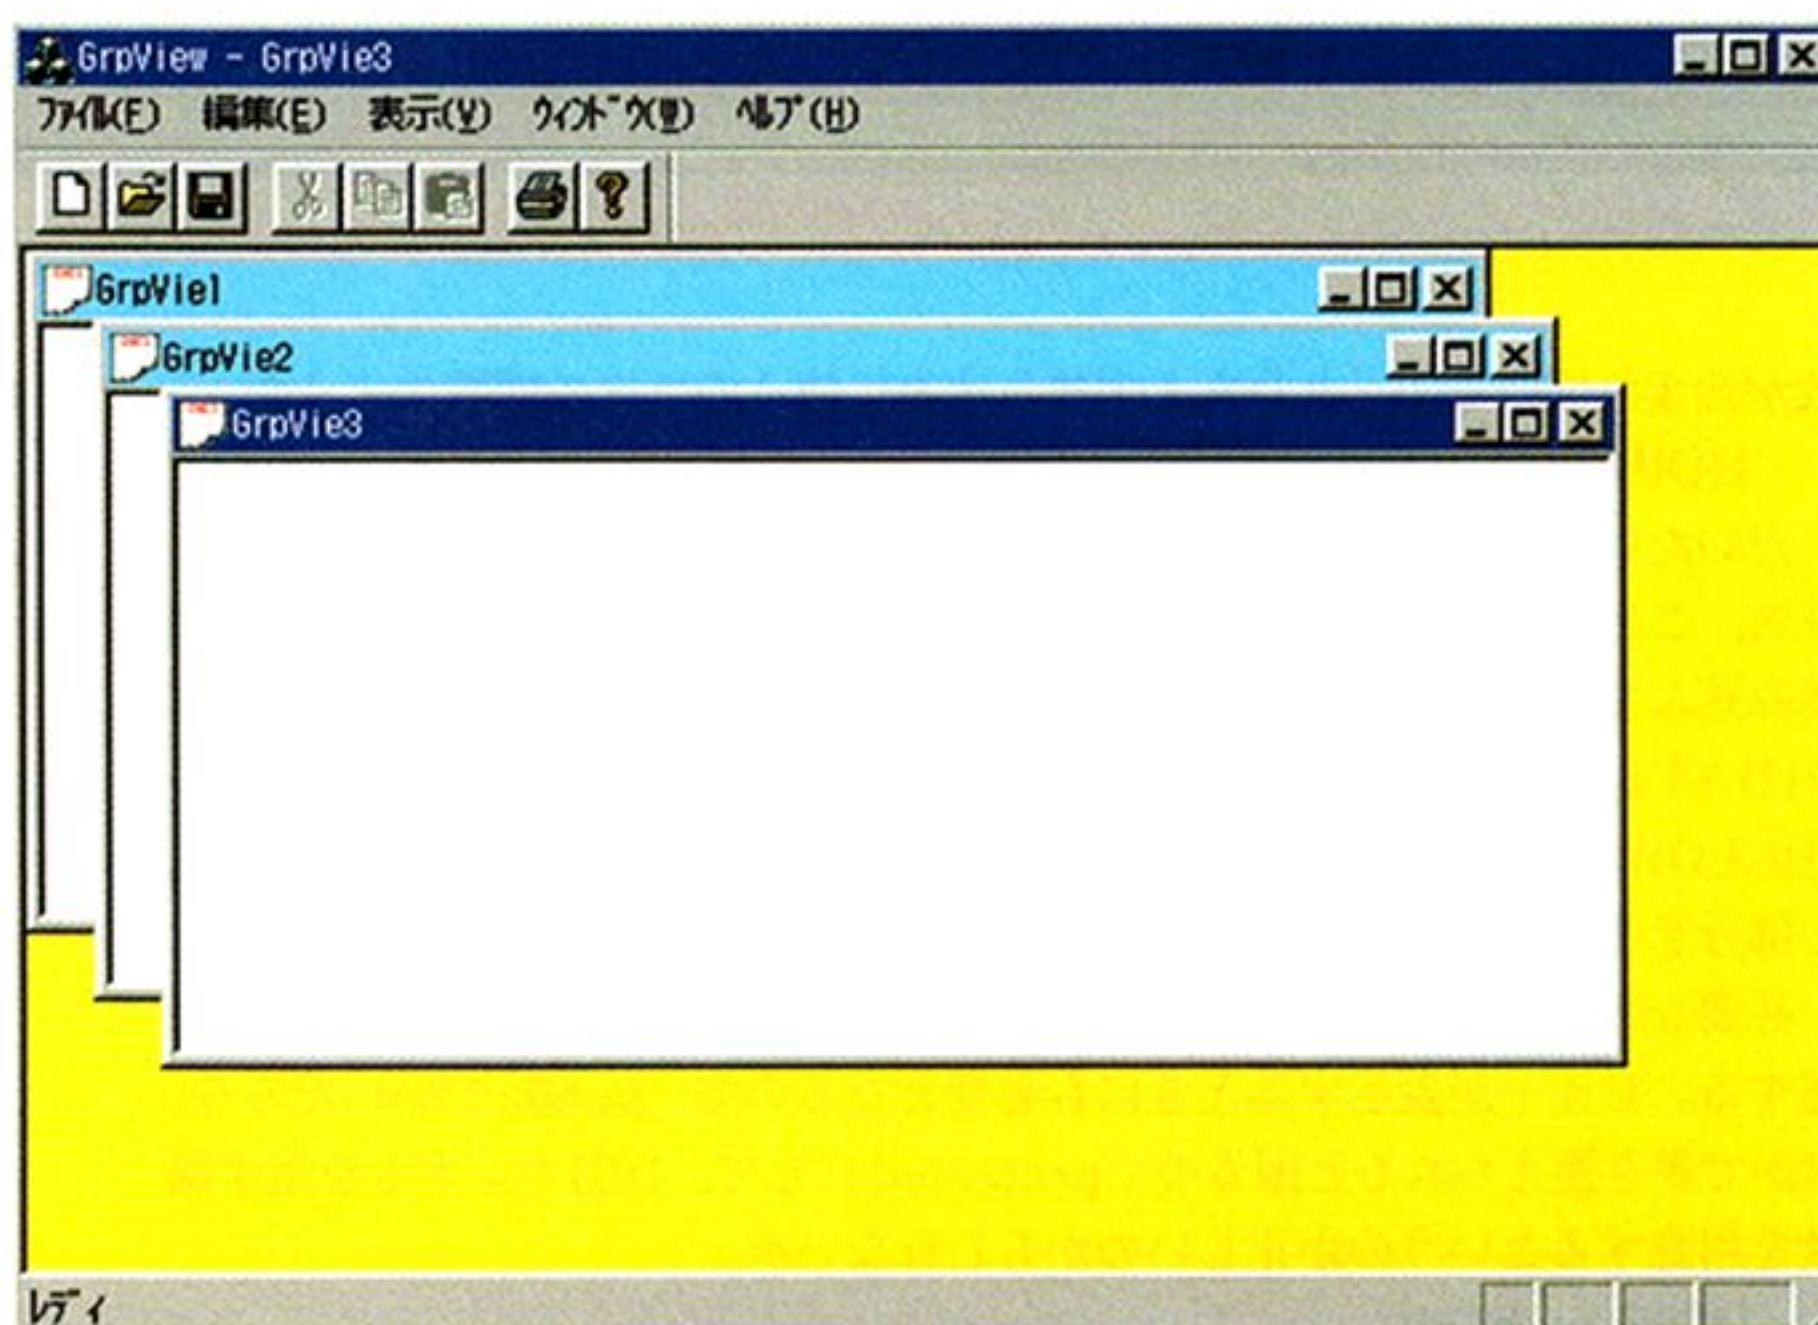 GrpView - GrpVie3
ﾌｧｲﾙ(F) 編集(E) 表示(V) ｳｨﾝﾄﾞｳ(W) ﾍﾙﾌﾟ(H)
GrpVie1
GrpVie2
GrpVie3
ﾚﾃﾞｨ